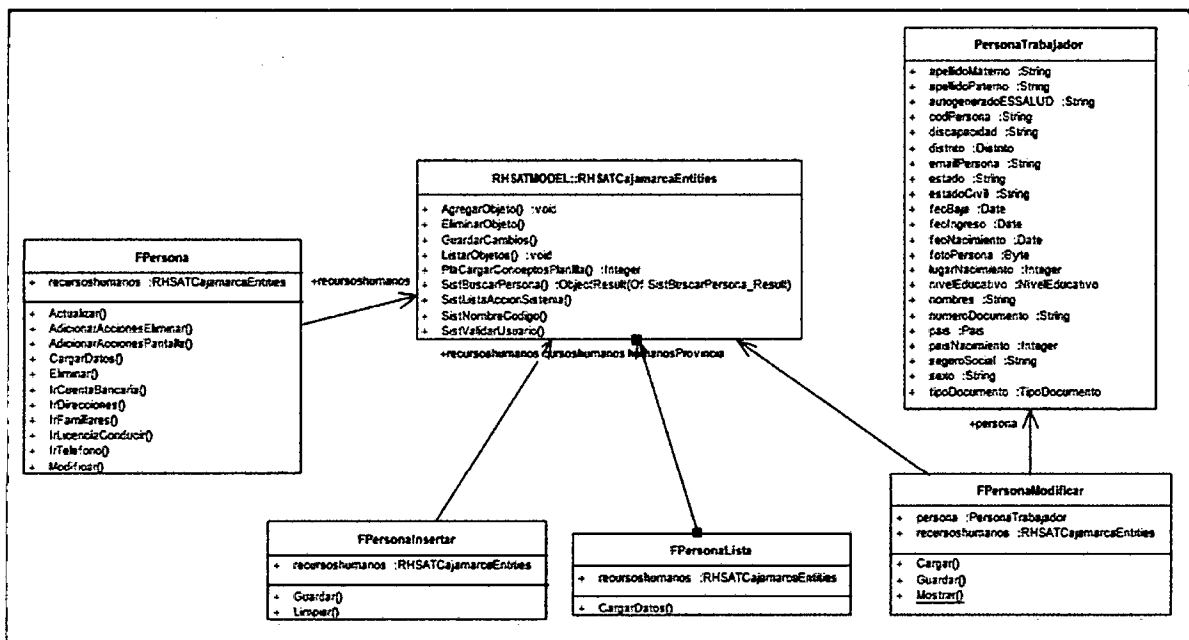 PersonaTrabajador
+ apellidoMaterno :String
+ apellidoPaterno :String
+ autogeneradoESSALUD :String
+ codPersona :String
+ discapacidad :String
+ distrito :Distrito
+ emailPersona :String
+ estado :String
+ estadoCivil :String
+ fecBaja :Date
+ fecIngreso :Date
+ fecNacimiento :Date
+ fotoPersona :Byte
+ lugarNacimiento :Integer
+ nivelEducativo :NivelEducativo
+ nombres :String
+ numeroDocumento :String
+ pais :Pais
+ paisNacimiento :Integer
+ segeroSocial :String
+ sexo :String
+ tipoDocumento :TipoDocumento
+persona
RHSATMODEL::RHSATCajamarcaEntities
+ AgregarObjeto() :void
+ EliminarObjeto()
+ GuardarCambios()
+ ListarObjetos() :void
+ PlaCargarConceptosPlanilla() :Integer
+ SistBuscarPersona() :ObjectResult(Of SistBuscarPersona_Result)
+ SistListaAccionSistema()
+ SistNombreCodigo()
+ SistValidarUsuario()
+recursoshumanos cursoshumanos humanosProvincia
FPersona
+ recursoshumanos :RHSATCajamarcaEntities
+ Actualizar()
+ AdicionarAccionesEliminar()
+ AdicionarAccionesPantalla()
+ CargarDatos()
+ Eliminar()
+ IrCuentaBancaria()
+ IrDirecciones()
+ IrFamiliares()
+ IrLicenciaConducir()
+ IrTelefono()
+ Modificar()
+recursoshumanos
FPersonaInsertar
+ recursoshumanos :RHSATCajamarcaEntities
+ Guardar()
+ Limpiar()
FPersonaLista
+ recursoshumanos :RHSATCajamarcaEntities
+ CargarDatos()
FPersonaModificar
+ persona :PersonaTrabajador
+ recursoshumanos :RHSATCajamarcaEntities
+ Cargar()
+ Guardar()
+ Mostrar()